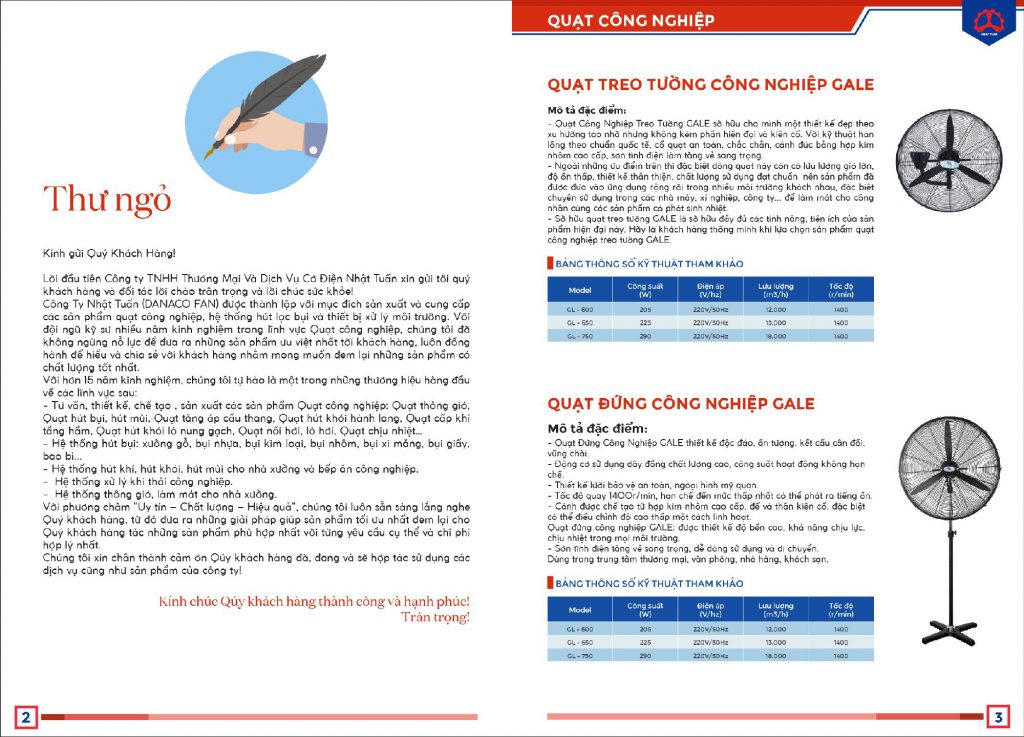 Thư ngỏ
Kính gửi Quý Khách Hàng!
Lời đầu tiên Công ty TNHH Thương Mại Và Dịch Vụ Cơ Điện Nhật Tuấn xin gửi tôi quý
khách hàng và đối tác lời chào trân trọng và lời chúc sức khỏe!
Công Ty Nhật Tuấn (DANACO FAN) được thành lập với mục đích sản xuất và cung cấp
các sản phẩm quạt công nghiệp, hệ thống hút lọc bụi và thiết bị xử lý môi trường. Với
đội ngũ kỹ sư nhiều năm kinh nghiệm trong lĩnh vực Quạt công nghiệp, chúng tôi đã
không ngừng nỗ lực để đưa ra những sản phẩm ưu việt nhất tới khách hàng, luôn đồng
hành để hiểu và chia sẻ với khách hàng nhằm mong muốn đem lại những sản phẩm có
chất lượng tốt nhất.
Với hơn 15 năm kinh nghiệm, chúng tôi tự hào là một trong những thương hiệu hàng đầu
về các lĩnh vực sau:
- Tư vấn, thiết kế, chế tạo , sản xuất các sản phẩm Quạt công nghiệp: Quạt thông gió,
Quạt hút bụi, hút mùi, Quạt tăng áp cầu thang, Quạt hút khói hành lang, Quạt cấp khí
tầng hầm, Quạt hút khói lò nung gạch, Quạt nồi hơi, lò hơi, Quạt chịu nhiệt...
- Hệ thống hút bụi: xưởng gỗ, bụi nhựa, bụi kim loại, bụi nhôm, bụi xi măng, bụi giấy,
bao bì...
- Hệ thống hút khí, hút khói, hút mùi cho nhà xưởng và bếp ăn công nghiệp.
- Hệ thống xử lý khí thải công nghiệp.
- Hệ thống thông gió, làm mát cho nhà xưởng.
Với phương châm "Uy tín – Chất lượng – Hiệu quả", chúng tôi luôn sẵn sàng lắng nghe
Quý khách hàng, từ đó đưa ra những giải pháp giúp sản phẩm tối ưu nhất đem lại cho
Quý khách hàng tác những sản phẩm phù hợp nhất với từng yêu cầu cụ thể và chi phí
hợp lý nhất.
Chúng tôi xin chân thành cảm ơn Qúy khách hàng đã, đang và sẽ hợp tác sử dụng các
dịch vụ cũng như sản phẩm của công ty!
Kính chúc Qúy khách hàng thành công và hạnh phúc!
Trân trọng!
2
QUẠT CÔNG NGHIỆP
QUẠT TREO TƯỜNG CÔNG NGHIỆP GALE
Mô tả đặc điểm:
- Quạt Công Nghiệp Treo Tường GALE sở hữu cho mình một thiết kế đẹp theo
xu hướng tao nhã nhưng không kém phần hiện đại và kiên cố. Với kỹ thuật hàn
lồng theo chuẩn quốc tế, cổ quạt an toàn, chắc chắn, cánh đúc bằng hợp kim
nhôm cao cấp, sơn tĩnh điện làm tăng vẻ sang trọng.
- Ngoài những ưu điểm trên thì đặc biệt dòng quạt này còn có lưu lượng gió lớn,
độ ồn thấp, thiết kế thân thiện, chất lượng sử dụng đạt chuẩn nên sản phẩm đã
được đưa vào ứng dụng rộng rãi trong nhiều môi trường khách nhau, đặc biệt
chuyên sử dụng trong các nhà máy, xí nghiệp, công ty... để làm mát cho công
nhân cùng các sản phẩm có phát sinh nhiệt.
- Sở hữu quạt treo tường GALE là sở hữu đầy đủ các tính năng, tiện ích của sản
phẩm hiện đại này. Hãy là khách hàng thông minh khi lựa chọn sản phẩm quạt
công nghiệp treo tường GALE.
BẢNG THÔNG SỐ KỸ THUẬT THAM KHẢO
Model Công suất (W) Điện áp (V/hz) Lưu lượng (m3/h) Tốc độ (r/min)
GL - 600 205 220V/50Hz 12.000 1400
GL - 650 225 220V/50Hz 13.000 1400
GL - 750 290 220V/50Hz 18.000 1400
QUẠT ĐỨNG CÔNG NGHIỆP GALE
Mô tả đặc điểm:
- Quạt Đứng Công Nghiệp GALE thiết kế độc đáo, ấn tượng, kết cấu cân đối,
vững chãi.
- Động cơ sử dụng dây đồng chất lượng cao, công suất hoạt động không hạn
chế.
- Thiết kế lưới bảo vệ an toàn, ngoại hình mỹ quan.
- Tốc độ quay 1400r/min, hạn chế đến mức thấp nhất có thể phát ra tiếng ồn.
- Cánh được chế tạo từ hợp kim nhôm cao cấp, đế và thân kiên cố, đặc biệt
có thể điều chỉnh độ cao thấp một cách linh hoạt.
Quạt đứng công nghiệp GALE: được thiết kế độ bền cao, khả năng chịu lực,
chịu nhiệt trong mọi môi trường.
- Sơn tĩnh điện tăng vẻ sang trọng, dễ dàng sử dụng và di chuyển.
Dùng trong trung tâm thương mại, văn phòng, nhà hàng, khách sạn.
BẢNG THÔNG SỐ KỸ THUẬT THAM KHẢO
Model Công suất (W) Điện áp (V/hz) Lưu lượng (m3/h) Tốc độ (r/min)
GL - 600 205 220V/50Hz 12.000 1400
GL - 650 225 220V/50Hz 13.000 1400
GL - 750 290 220V/50Hz 18.000 1400
3